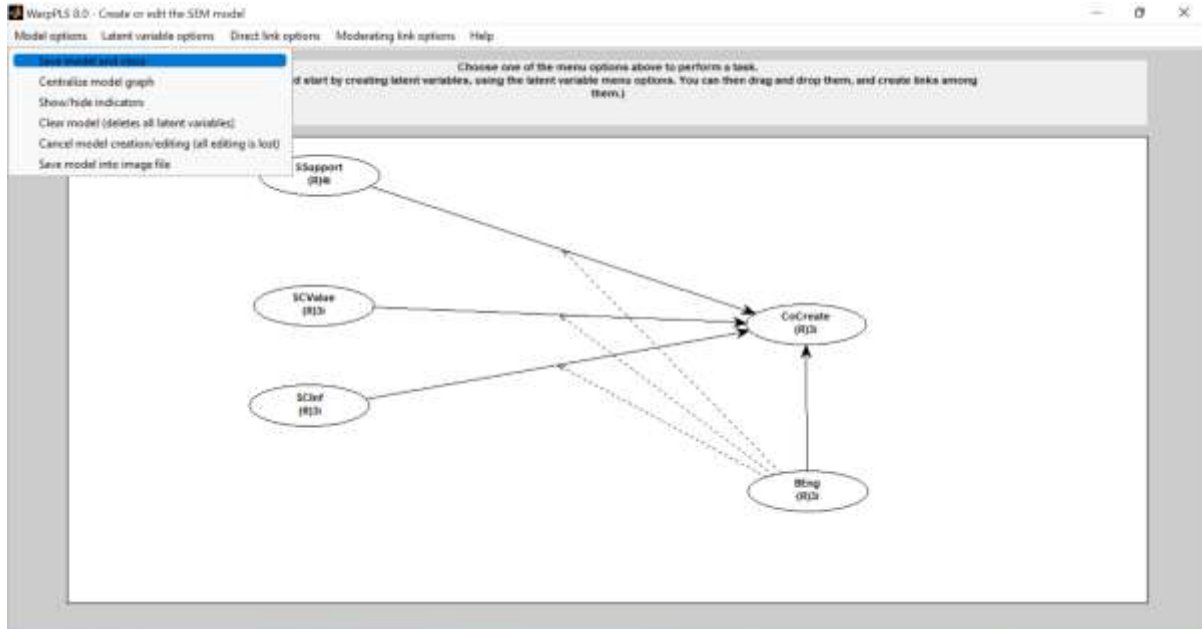 WarpPLS 8.0 - Create or edit the SEM model
Model options Latent variable options Direct link options Moderating link options Help
Save model and close
Centralize model graph
Show/hide indicators
Clear model (deletes all latent variables)
Cancel model creation/editing (all editing is lost)
Save model into image file
Choose one of the menu options above to perform a task.
d start by creating latent variables, using the latent variable menu options. You can then drag and drop them, and create links among
them.)
SSupport
(R)4i
SCValue
(R)3i
SCInf
(R)3i
CoCreate
(R)3i
BEng
(R)3i